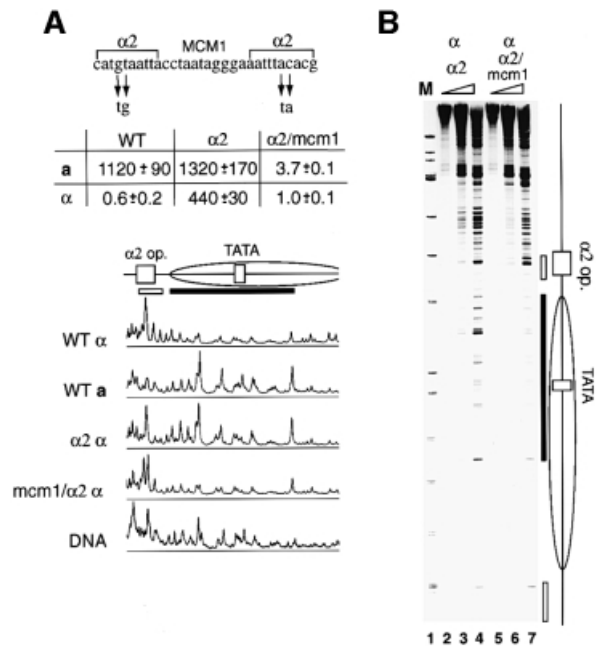 A
α2 MCM1 α2
catgtaattacctaatagggaaatttacacg
tg ta
WT α2 α2/mcm1
a 1120 ± 90 1320 ±170 3.7±0.1
α 0.6±0.2 440±30 1.0±0.1
α2 op. TATA
WT α
WT a
α2 α
mcm1/α2 α
DNA
B
α α
α2 α2/
mcm1
M
α2 op.
TATA
1 2 3 4 5 6 7